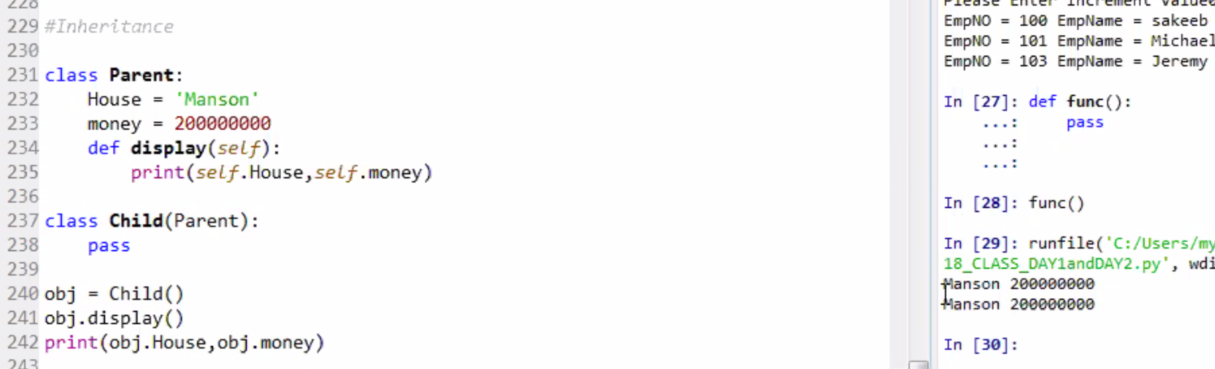 228
229 #Inheritance
230
231 class Parent:
232     House = 'Manson'
233     money = 200000000
234     def display(self):
235         print(self.House,self.money)
236
237 class Child(Parent):
238     pass
239
240 obj = Child()
241 obj.display()
242 print(obj.House,obj.money)
243
Please Enter Increment Value
EmpNO = 100 EmpName = sakeeb
EmpNO = 101 EmpName = Michael
EmpNO = 103 EmpName = Jeremy
In [27]: def func():
    ...:     pass
    ...:
    ...:
In [28]: func()
In [29]: runfile('C:/Users/my
18_CLASS_DAY1andDAY2.py', wdi
Manson 200000000
Manson 200000000
In [30]: